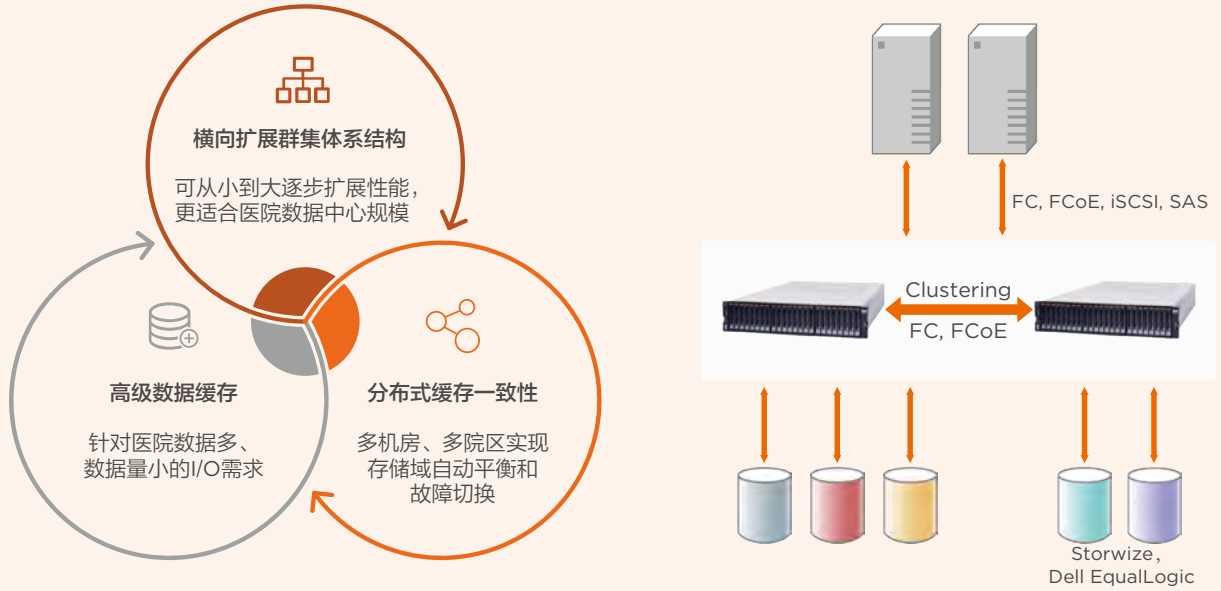 横向扩展群集体系结构
可从小到大逐步扩展性能，
更适合医院数据中心规模
高级数据缓存
针对医院数据多、
数据量小的I/O需求
分布式缓存一致性
多机房、多院区实现
存储域自动平衡和
故障切换
FC, FCoE, iSCSI, SAS
Clustering
FC, FCoE
Storwize，
Dell EqualLogic